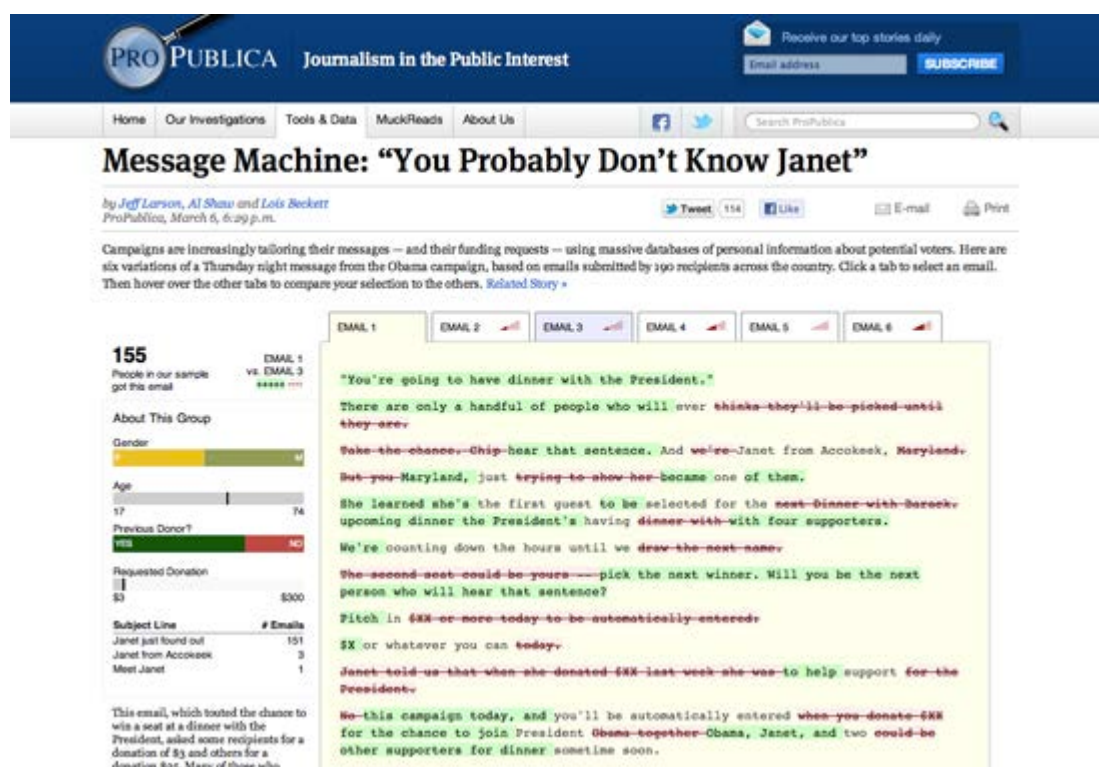 PROPUBLICA Journalism in the Public Interest
Receive our top stories daily
Email address SUBSCRIBE
Home Our Investigations Tools & Data MuckReads About Us
Search ProPublica
Message Machine: “You Probably Don’t Know Janet”
by Jeff Larson, Al Shaw and Lois Beckett
ProPublica, March 6, 6:29 p.m.
Tweet 114 Like E-mail Print
Campaigns are increasingly tailoring their messages — and their funding requests — using massive databases of personal information about potential voters. Here are
six variations of a Thursday night message from the Obama campaign, based on emails submitted by 190 recipients across the country. Click a tab to select an email.
Then hover over the other tabs to compare your selection to the others. Related Story »
EMAIL 1 EMAIL 2 EMAIL 3 EMAIL 4 EMAIL 5 EMAIL 6
155
People in our sample
got this email
EMAIL 1
vs. EMAIL 3
About This Group
Gender
F M
Age
17 74
Previous Donor?
YES NO
Requested Donation
$3 $300
Subject Line # Emails
Janet just found out 151
Janet from Accokeek 3
Meet Janet 1
This email, which touted the chance to
win a seat at a dinner with the
President, asked some recipients for a
donation of $3 and others for a
donation $25. Many of those who
"You're going to have dinner with the President."
There are only a handful of people who will ever thinks they'll be picked until
they are.
Take the chance. Chip hear that sentence. And we're Janet from Accokeek, Maryland.
But you Maryland, just trying to show her became one of them.
She learned she's the first guest to be selected for the next Dinner with Barack.
upcoming dinner the President's having dinner with with four supporters.
We're counting down the hours until we draw the next name.
The second seat could be yours -- pick the next winner. Will you be the next
person who will hear that sentence?
Pitch in $XX or more today to be automatically entered:
$X or whatever you can today.
Janet told us that when she donated $XX last week she was to help support for the
President.
No this campaign today, and you'll be automatically entered when you donate $XX
for the chance to join President Obama together Obama, Janet, and two could be
other supporters for dinner sometime soon.